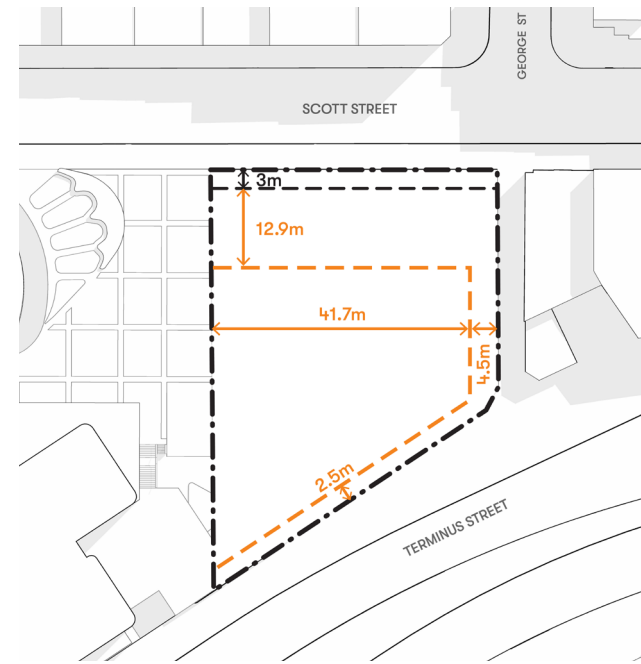 GEORGE ST
SCOTT STREET
3m
12.9m
41.7m
4.5m
2.5m
TERMINUS STREET